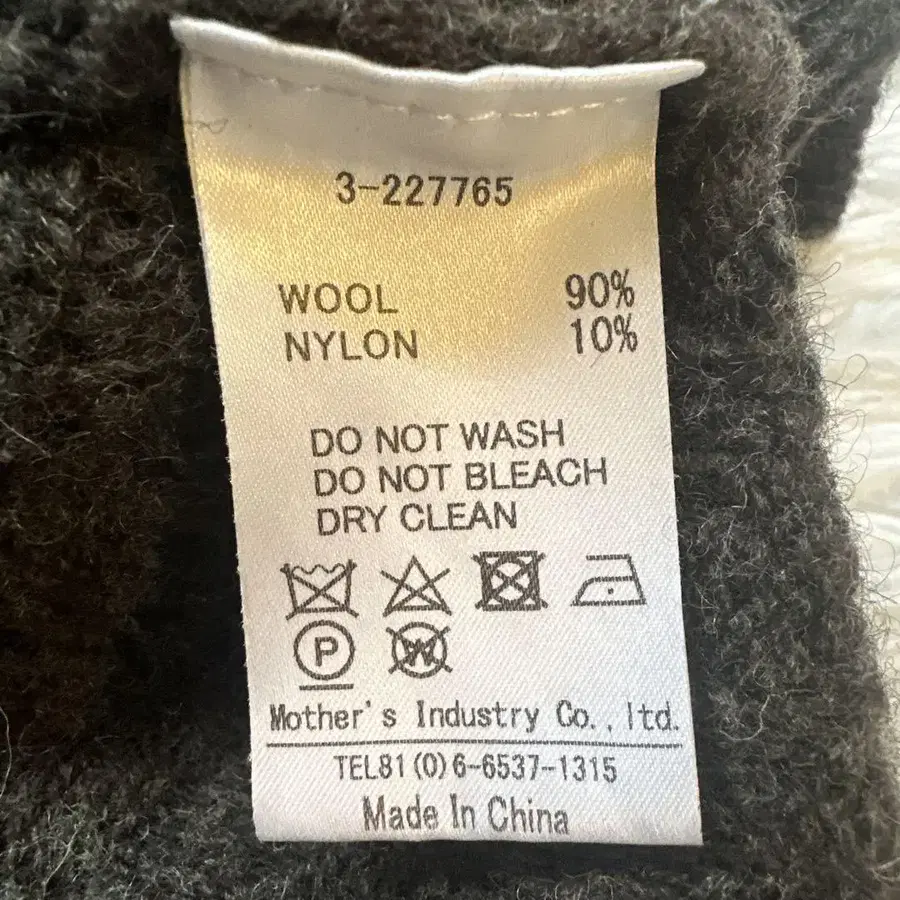 3-227765
WOOL 90%
NYLON 10%
DO NOT WASH
DO NOT BLEACH
DRY CLEAN
P W
Mother's Industry Co.,ltd.
TEL81(0)6-6537-1315
Made In China